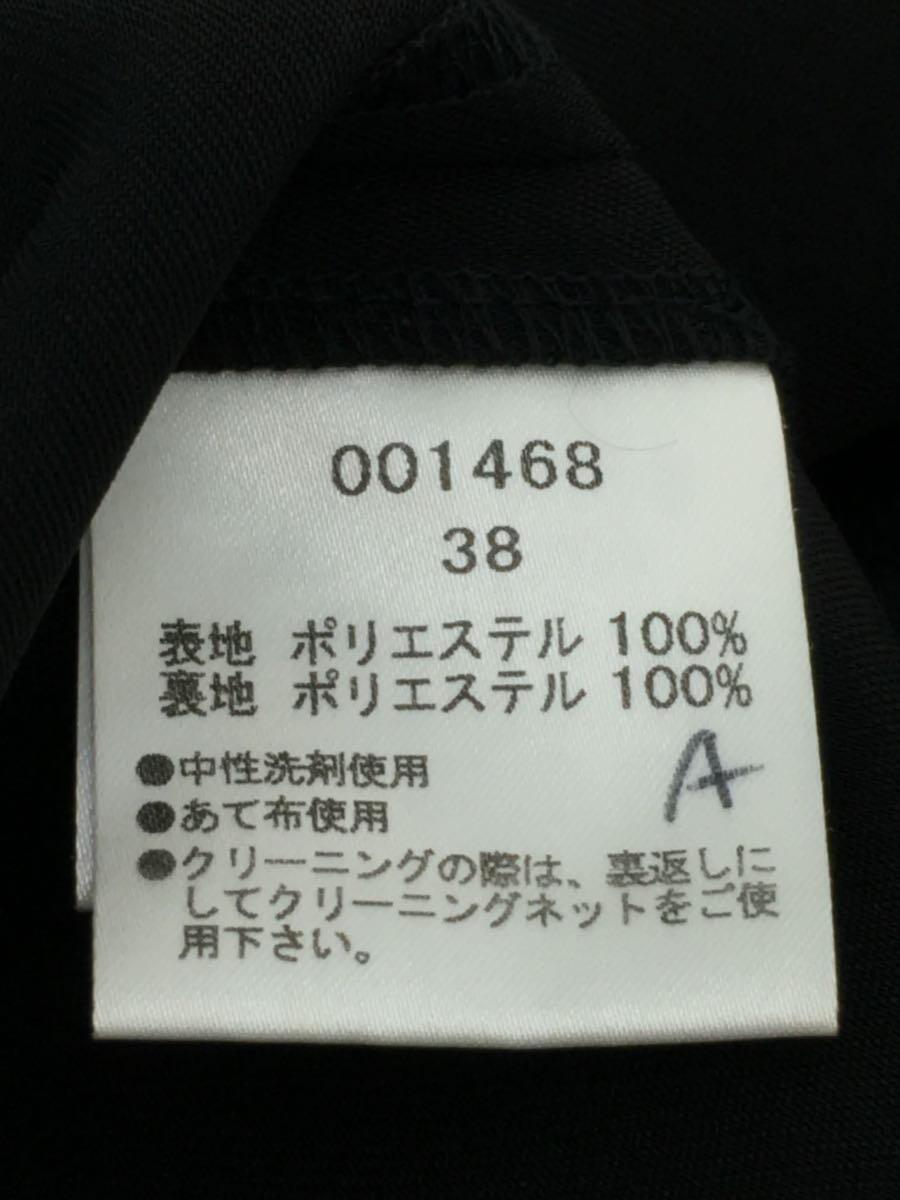 001468
38
表地 ポリエステル 100%
裏地 ポリエステル 100%
A
●中性洗剤使用
●あて布使用
●クリーニングの際は、裏返しに
してクリーニングネットをご使
用下さい。